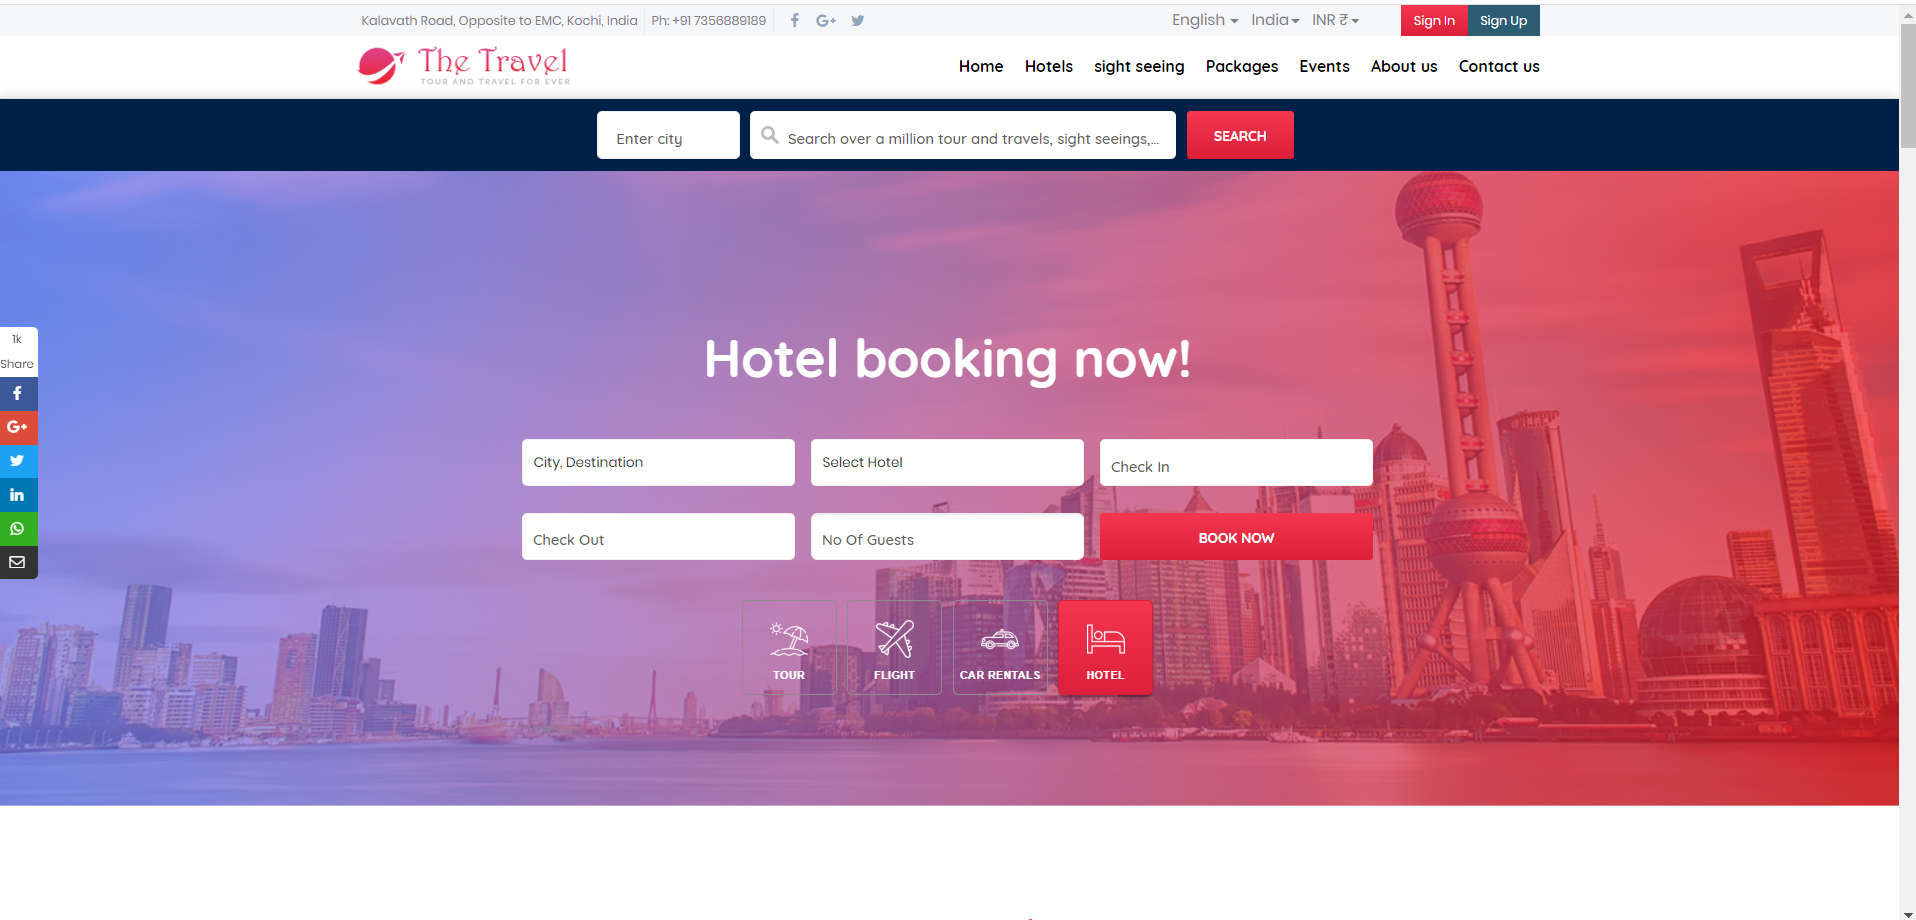 Kalavath Road, Opposite to EMC, Kochi, India Ph: +91 7356889189 English India INR ₹ Sign In Sign Up
The Travel
TOUR AND TRAVEL FOR EVER
Home Hotels sight seeing Packages Events About us Contact us
Enter city Search over a million tour and travels, sight seeings,... SEARCH
Hotel booking now!
1k
Share
City, Destination Select Hotel Check In
Check Out No Of Guests BOOK NOW
TOUR FLIGHT CAR RENTALS HOTEL